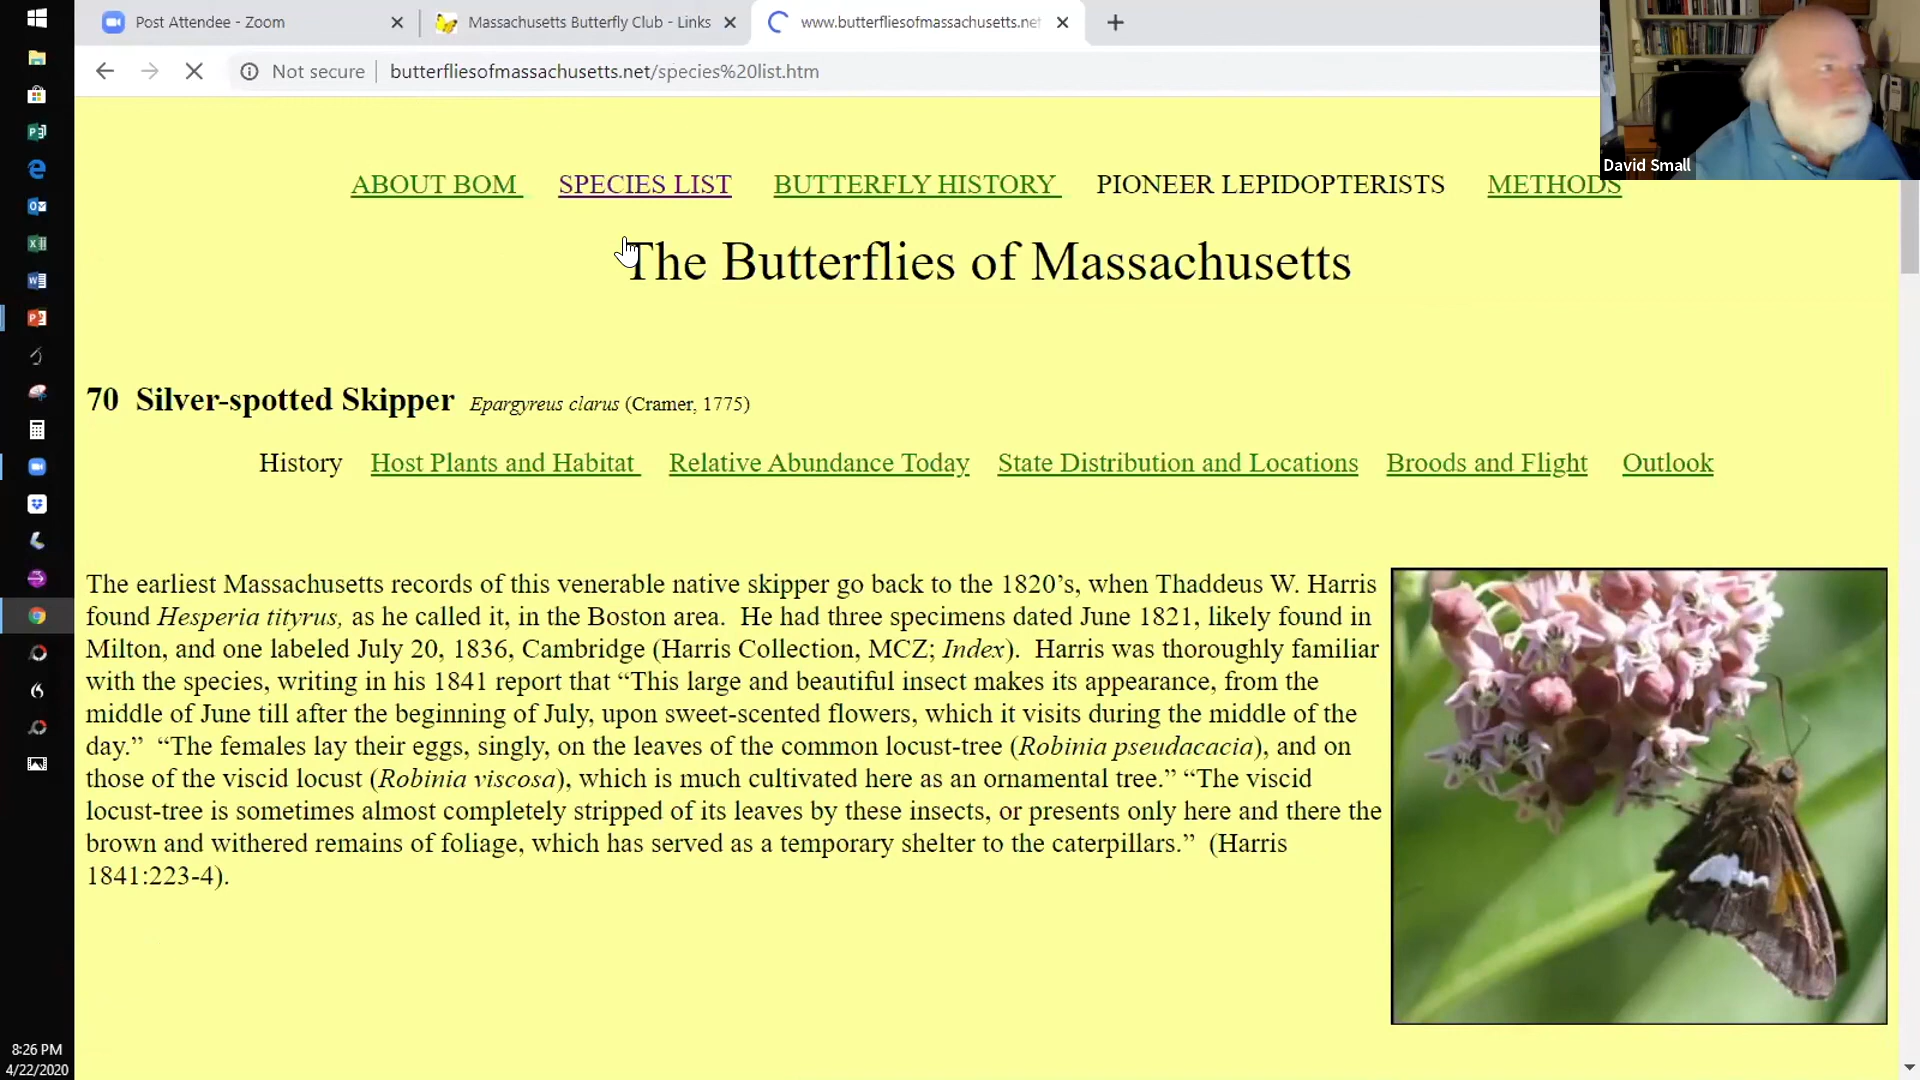 Post Attendee - Zoom
Massachusetts Butterfly Club - Links
www.butterfliesofmassachusetts.net
Not secure
butterfliesofmassachusetts.net/species%20list.htm
David Small
ABOUT BOM SPECIES LIST BUTTERFLY HISTORY PIONEER LEPIDOPTERISTS METHODS
The Butterflies of Massachusetts
70 Silver-spotted Skipper Epargyreus clarus (Cramer, 1775)
History Host Plants and Habitat Relative Abundance Today State Distribution and Locations Broods and Flight Outlook
The earliest Massachusetts records of this venerable native skipper go back to the 1820’s, when Thaddeus W. Harris
found Hesperia tityrus, as he called it, in the Boston area. He had three specimens dated June 1821, likely found in
Milton, and one labeled July 20, 1836, Cambridge (Harris Collection, MCZ; Index). Harris was thoroughly familiar
with the species, writing in his 1841 report that “This large and beautiful insect makes its appearance, from the
middle of June till after the beginning of July, upon sweet-scented flowers, which it visits during the middle of the
day.” “The females lay their eggs, singly, on the leaves of the common locust-tree (Robinia pseudacacia), and on
those of the viscid locust (Robinia viscosa), which is much cultivated here as an ornamental tree.” “The viscid
locust-tree is sometimes almost completely stripped of its leaves by these insects, or presents only here and there the
brown and withered remains of foliage, which has served as a temporary shelter to the caterpillars.” (Harris
1841:223-4).
8:26 PM
4/22/2020